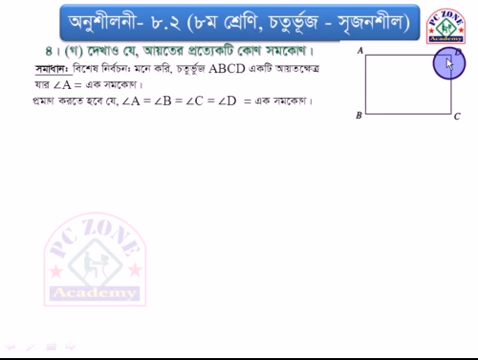 অনুশীলনী- ৮.২ (৮ম শ্রেণি, চতুর্ভূজ - সৃজনশীল)
PC ZONE
Academy
৪। (গ) দেখাও যে, আয়তের প্রত্যেকটি কোণ সমকোণ।
সমাধান: বিশেষ নির্বচন: মনে করি, চতুর্ভূজ ABCD একটি আয়তক্ষেত্র
যার ∠A = এক সমকোণ।
প্রমাণ করতে হবে যে, ∠A = ∠B = ∠C = ∠D = এক সমকোণ।
A
D
B
C
PC ZONE
Academy